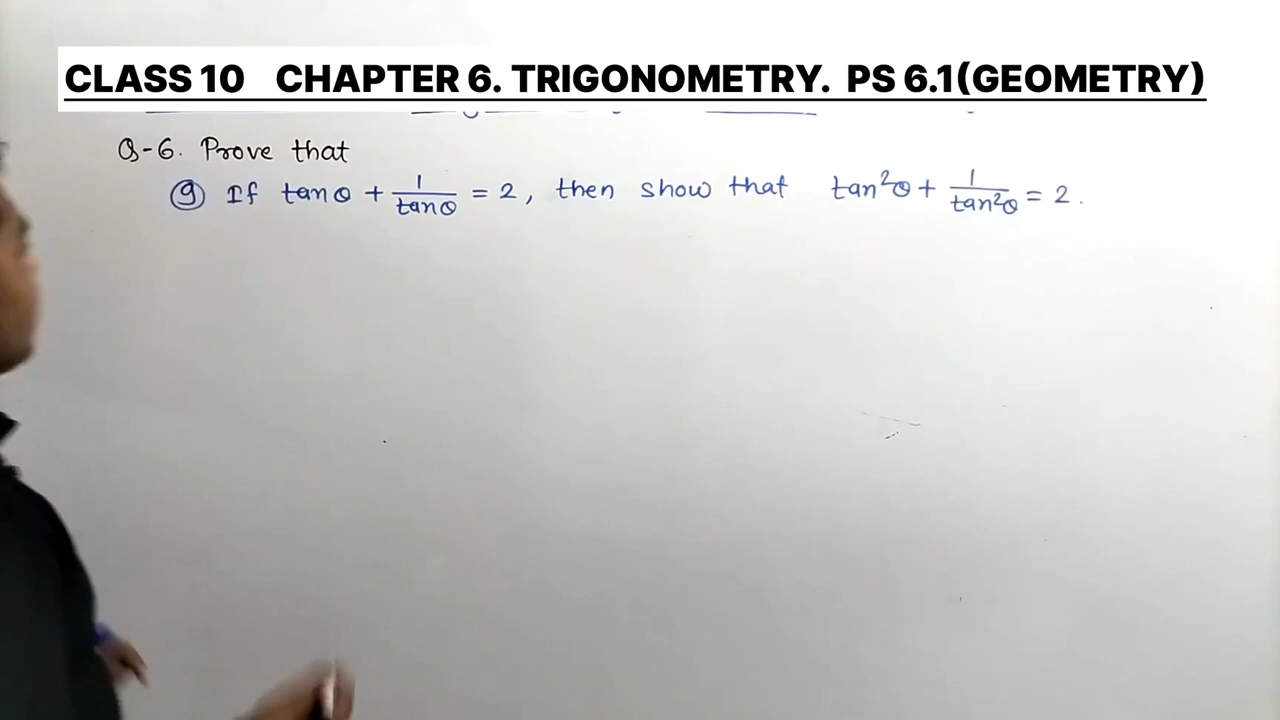 CLASS 10 CHAPTER 6. TRIGONOMETRY. PS 6.1(GEOMETRY)
Q-6. Prove that
⑨ If tanθ + 1/tanθ = 2, then show that tan²θ + 1/tan²θ = 2.